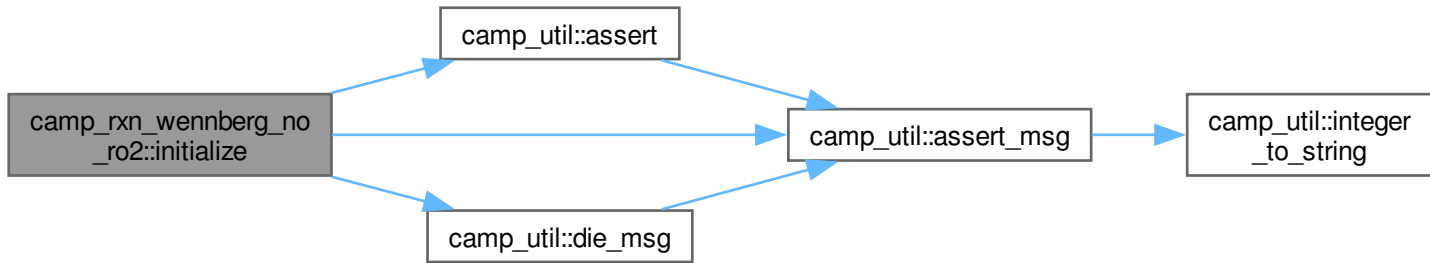 camp_util::assert
camp_rxn_wennberg_no
_ro2::initialize
camp_util::assert_msg
camp_util::integer
_to_string
camp_util::die_msg